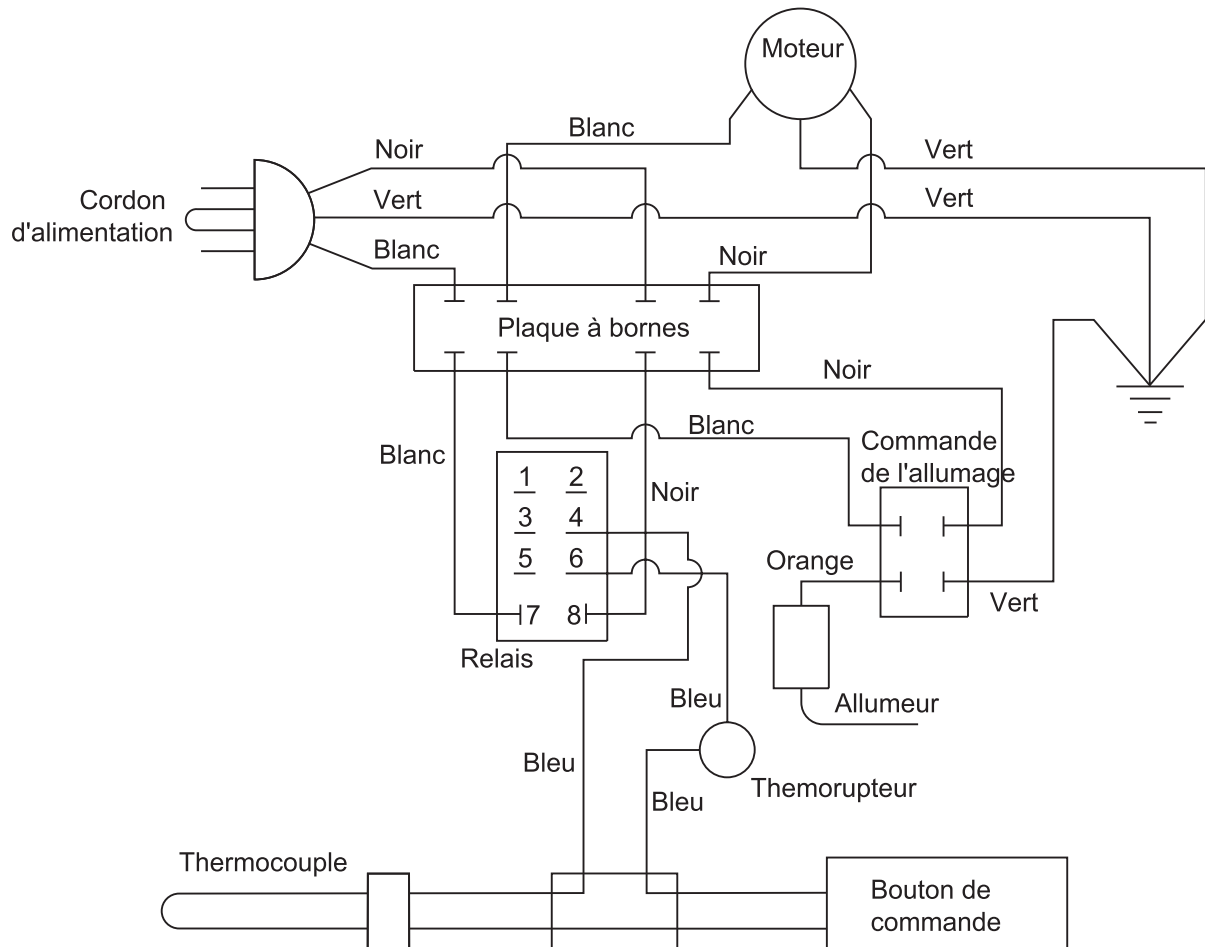 Moteur
Blanc
Noir
Vert
Cordon
d'alimentation
Vert
Vert
Blanc
Noir
Plaque à bornes
Noir
Blanc
Blanc
Commande
de l'allumage
1 2
3 4
5 6
7 8
Noir
Relais
Orange
Vert
Bleu
Allumeur
Bleu
Themorupteur
Bleu
Thermocouple
Bouton de
commande